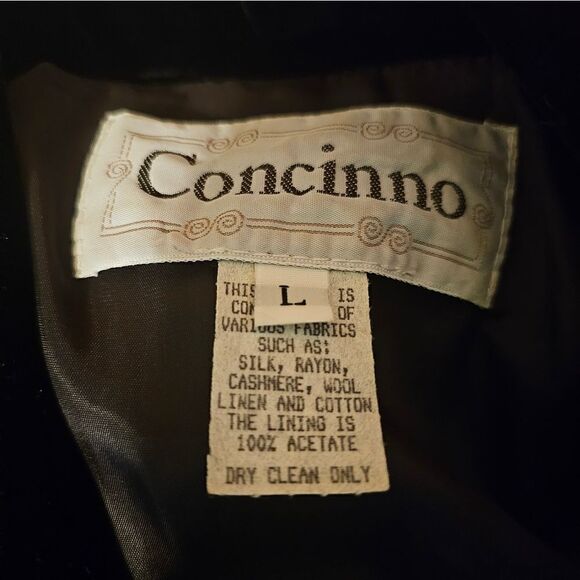 Concinno
L
THIS IS
CON OF
VARIOUS FABRICS
SUCH AS:
SILK, RAYON,
CASHMERE, WOOL
LINEN AND COTTON
THE LINING IS
100% ACETATE
DRY CLEAN ONLY